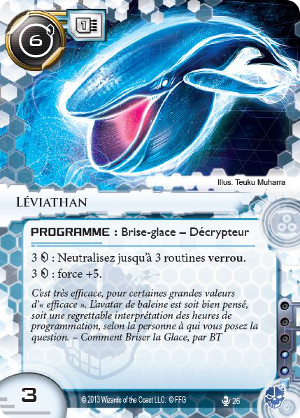 6
1
Illus. Teuku Muharra
LÉVIATHAN
PROGRAMME : Brise-glace – Décrypteur
3 : Neutralisez jusqu'à 3 routines verrou.
3 : force +5.
C'est très efficace, pour certaines grandes valeurs
d'« efficace ». L'avatar de baleine est soit bien pensé,
soit une regrettable interprétation des heures de
programmation, selon la personne à qui vous posez la
question. – Comment Briser la Glace, par BT
3
© 2013 Wizards of the Coast LLC. © FFG
26